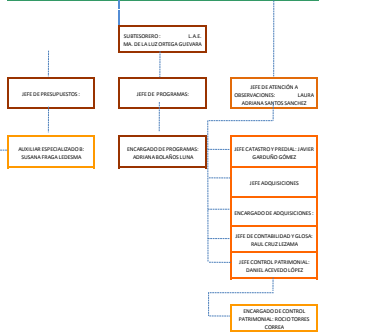 SUBTESORERO: L.A.E.
MA. DE LA LUZ ORTEGA GUEVARA
JEFE DE PRESUPUESTOS :
JEFE DE PROGRAMAS:
JEFE DE ATENCIÓN A
OBSERVACIONES: LAURA
ADRIANA SANTOS SANCHEZ
AUXILIAR ESPECIALIZADO B:
SUSANA FRAGA LEDESMA
ENCARGADO DE PROGRAMAS:
ADRIANA BOLAÑOS LUNA
JEFE CATASTRO Y PREDIAL: JAVIER
GARDUÑO GÓMEZ
JEFE ADQUISICIONES
ENCARGADO DE ADQUISICIONES :
JEFE DE CONTABILIDAD Y GLOSA:
RAUL CRUZ LEZAMA
JEFE CONTROL PATRIMONIAL:
DANIEL ACEVEDO LÓPEZ
ENCARGADO DE CONTROL
PATRIMONIAL: ROCIO TORRES
CORREA